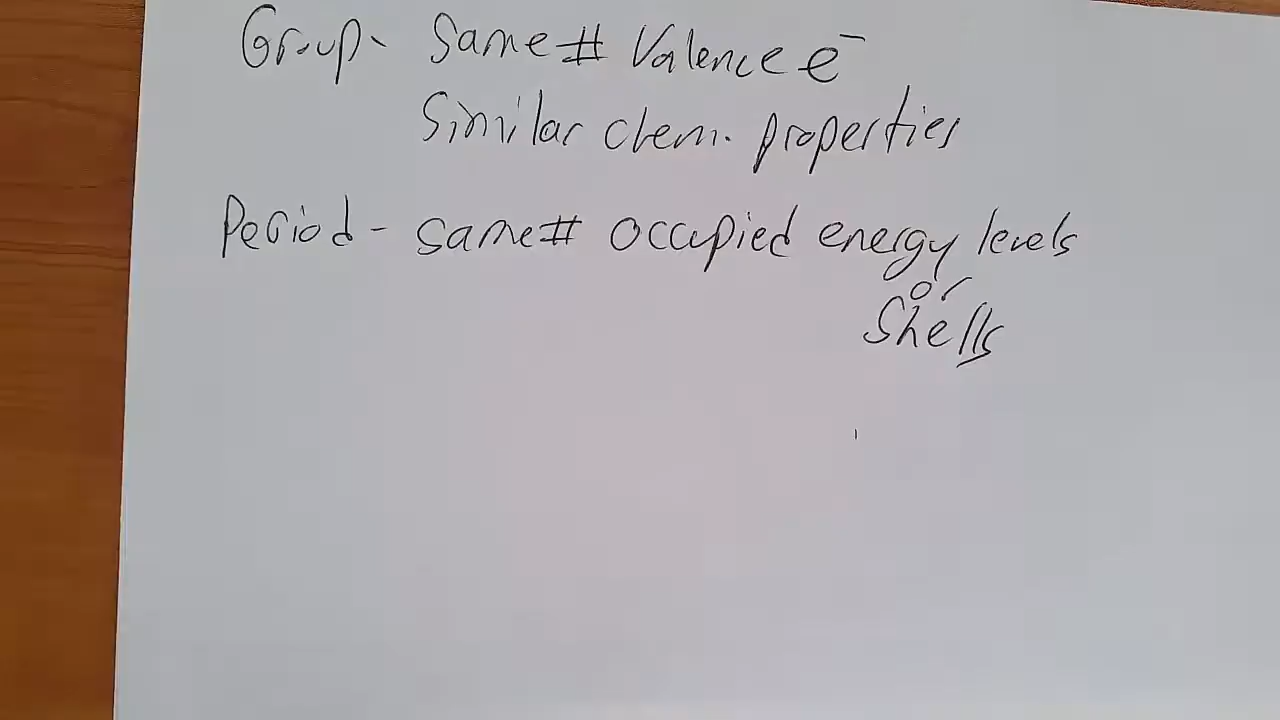 Group- Same # Valence e⁻
Similar chem. properties
Period - same # occupied energy levels
or
Shells